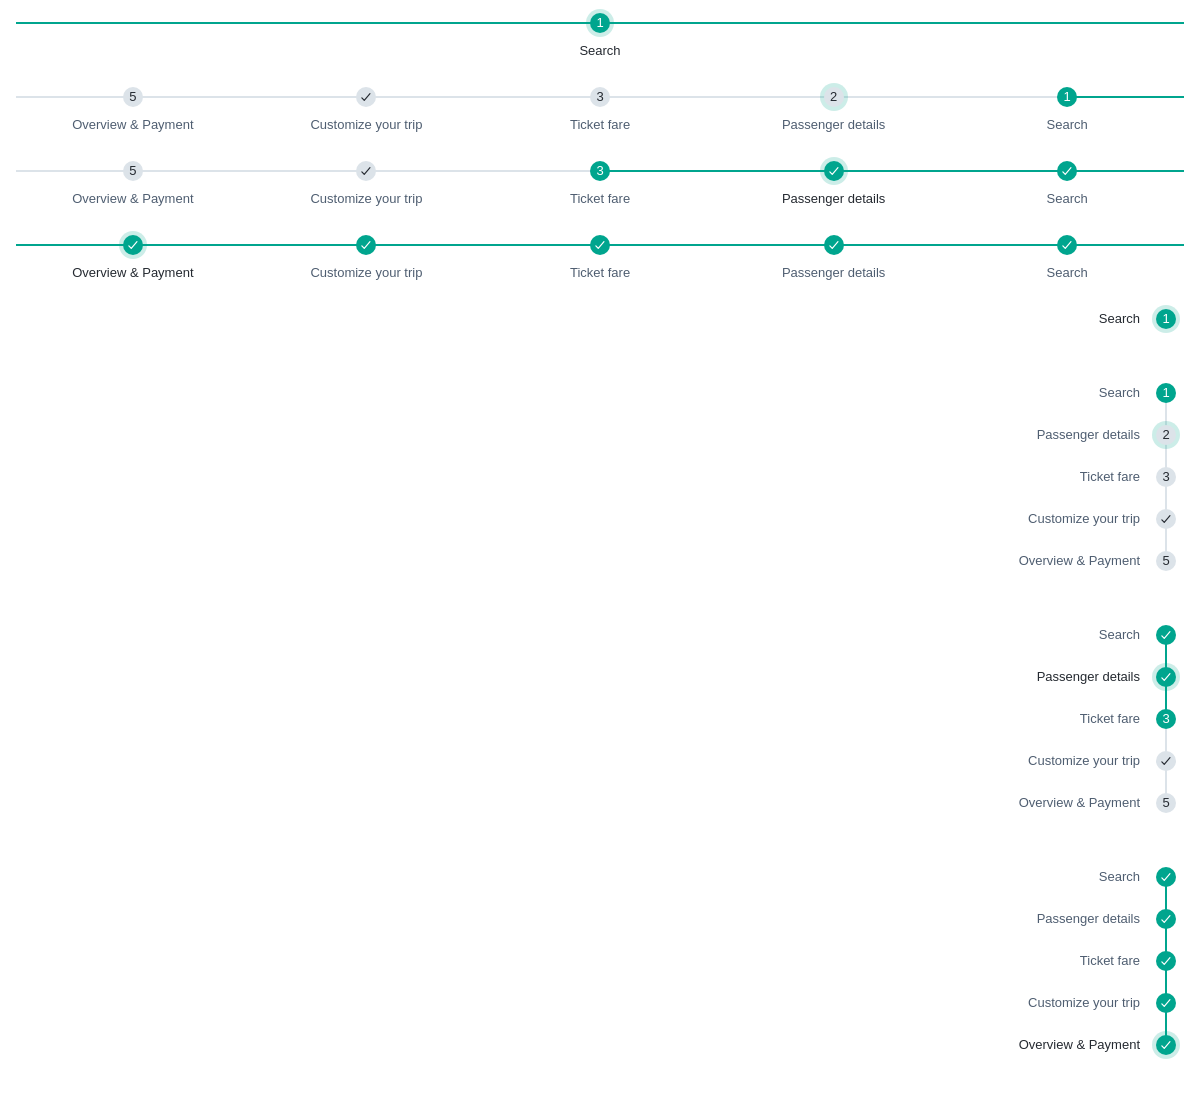 1
Search
5 3 2 1
Overview & Payment Customize your trip Ticket fare Passenger details Search
5 3
Overview & Payment Customize your trip Ticket fare Passenger details Search
Overview & Payment Customize your trip Ticket fare Passenger details Search
Search 1
Search 1
Passenger details 2
Ticket fare 3
Customize your trip
Overview & Payment 5
Search
Passenger details
Ticket fare 3
Customize your trip
Overview & Payment 5
Search
Passenger details
Ticket fare
Customize your trip
Overview & Payment